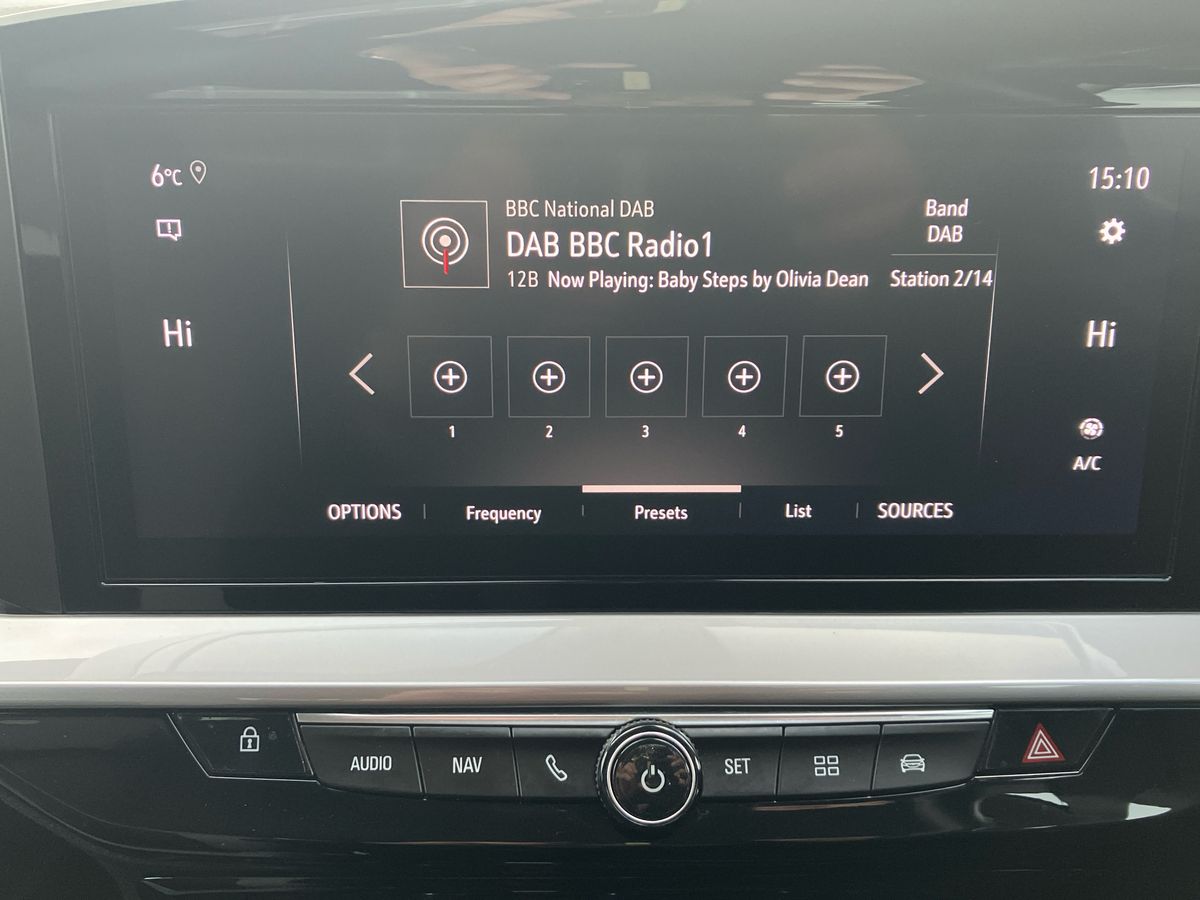 6°C
15:10
BBC National DAB
DAB BBC Radio1
12B Now Playing: Baby Steps by Olivia Dean
Band
DAB
Station 2/14
Hi
Hi
1 2 3 4 5
A/C
OPTIONS Frequency Presets List SOURCES
AUDIO NAV SET